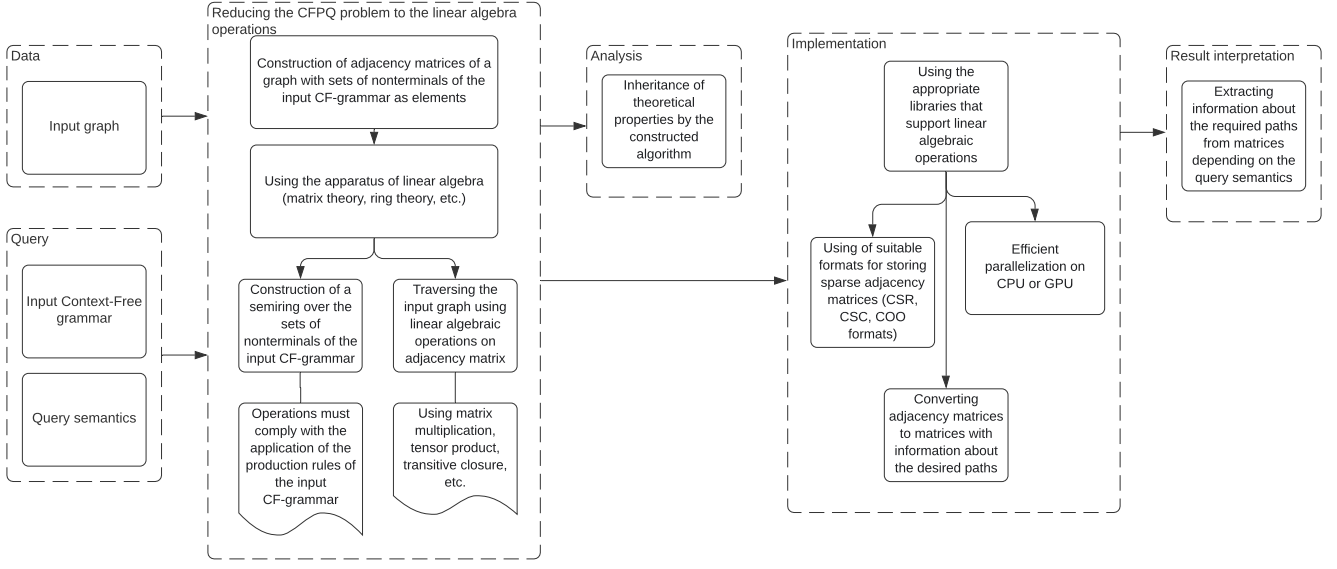 Data
Input graph
Query
Input Context-Free
grammar
Query semantics
Reducing the CFPQ problem to the linear algebra
operations
Construction of adjacency matrices of a
graph with sets of nonterminals of the
input CF-grammar as elements
Using the apparatus of linear algebra
(matrix theory, ring theory, etc.)
Construction of a
semiring over the
sets of
nonterminals of the
input CF-grammar
Traversing the
input graph using
linear algebraic
operations on
adjacency matrix
Operations must
comply with the
application of the
production rules of
the input
CF-grammar
Using matrix
multiplication,
tensor product,
transitive closure,
etc.
Analysis
Inheritance of
theoretical
properties by the
constructed
algorithm
Implementation
Using the
appropriate
libraries that
support linear
algebraic
operations
Using of suitable
formats for storing
sparse adjacency
matrices (CSR,
CSC, COO
formats)
Efficient
parallelization on
CPU or GPU
Converting
adjacency matrices
to matrices with
information about
the desired paths
Result interpretation
Extracting
information about
the required paths
from matrices
depending on the
query semantics